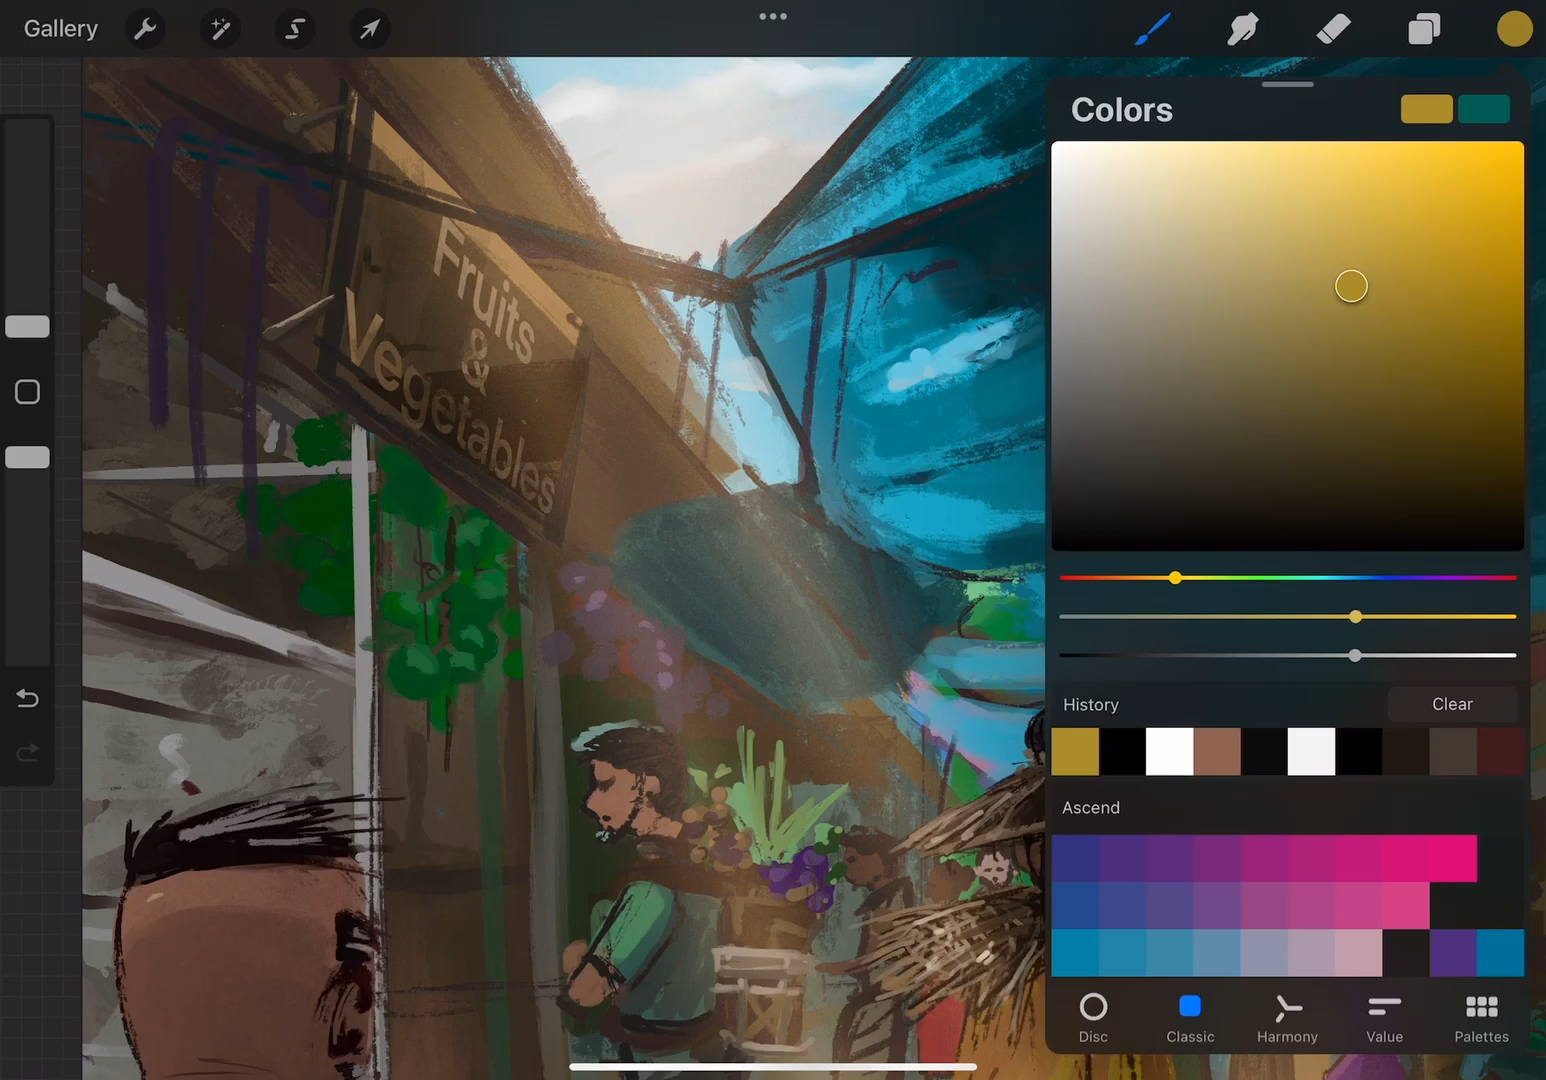 Gallery
Colors
Fruits
&
Vegetables
History
Clear
Ascend
Disc
Classic
Harmony
Value
Palettes